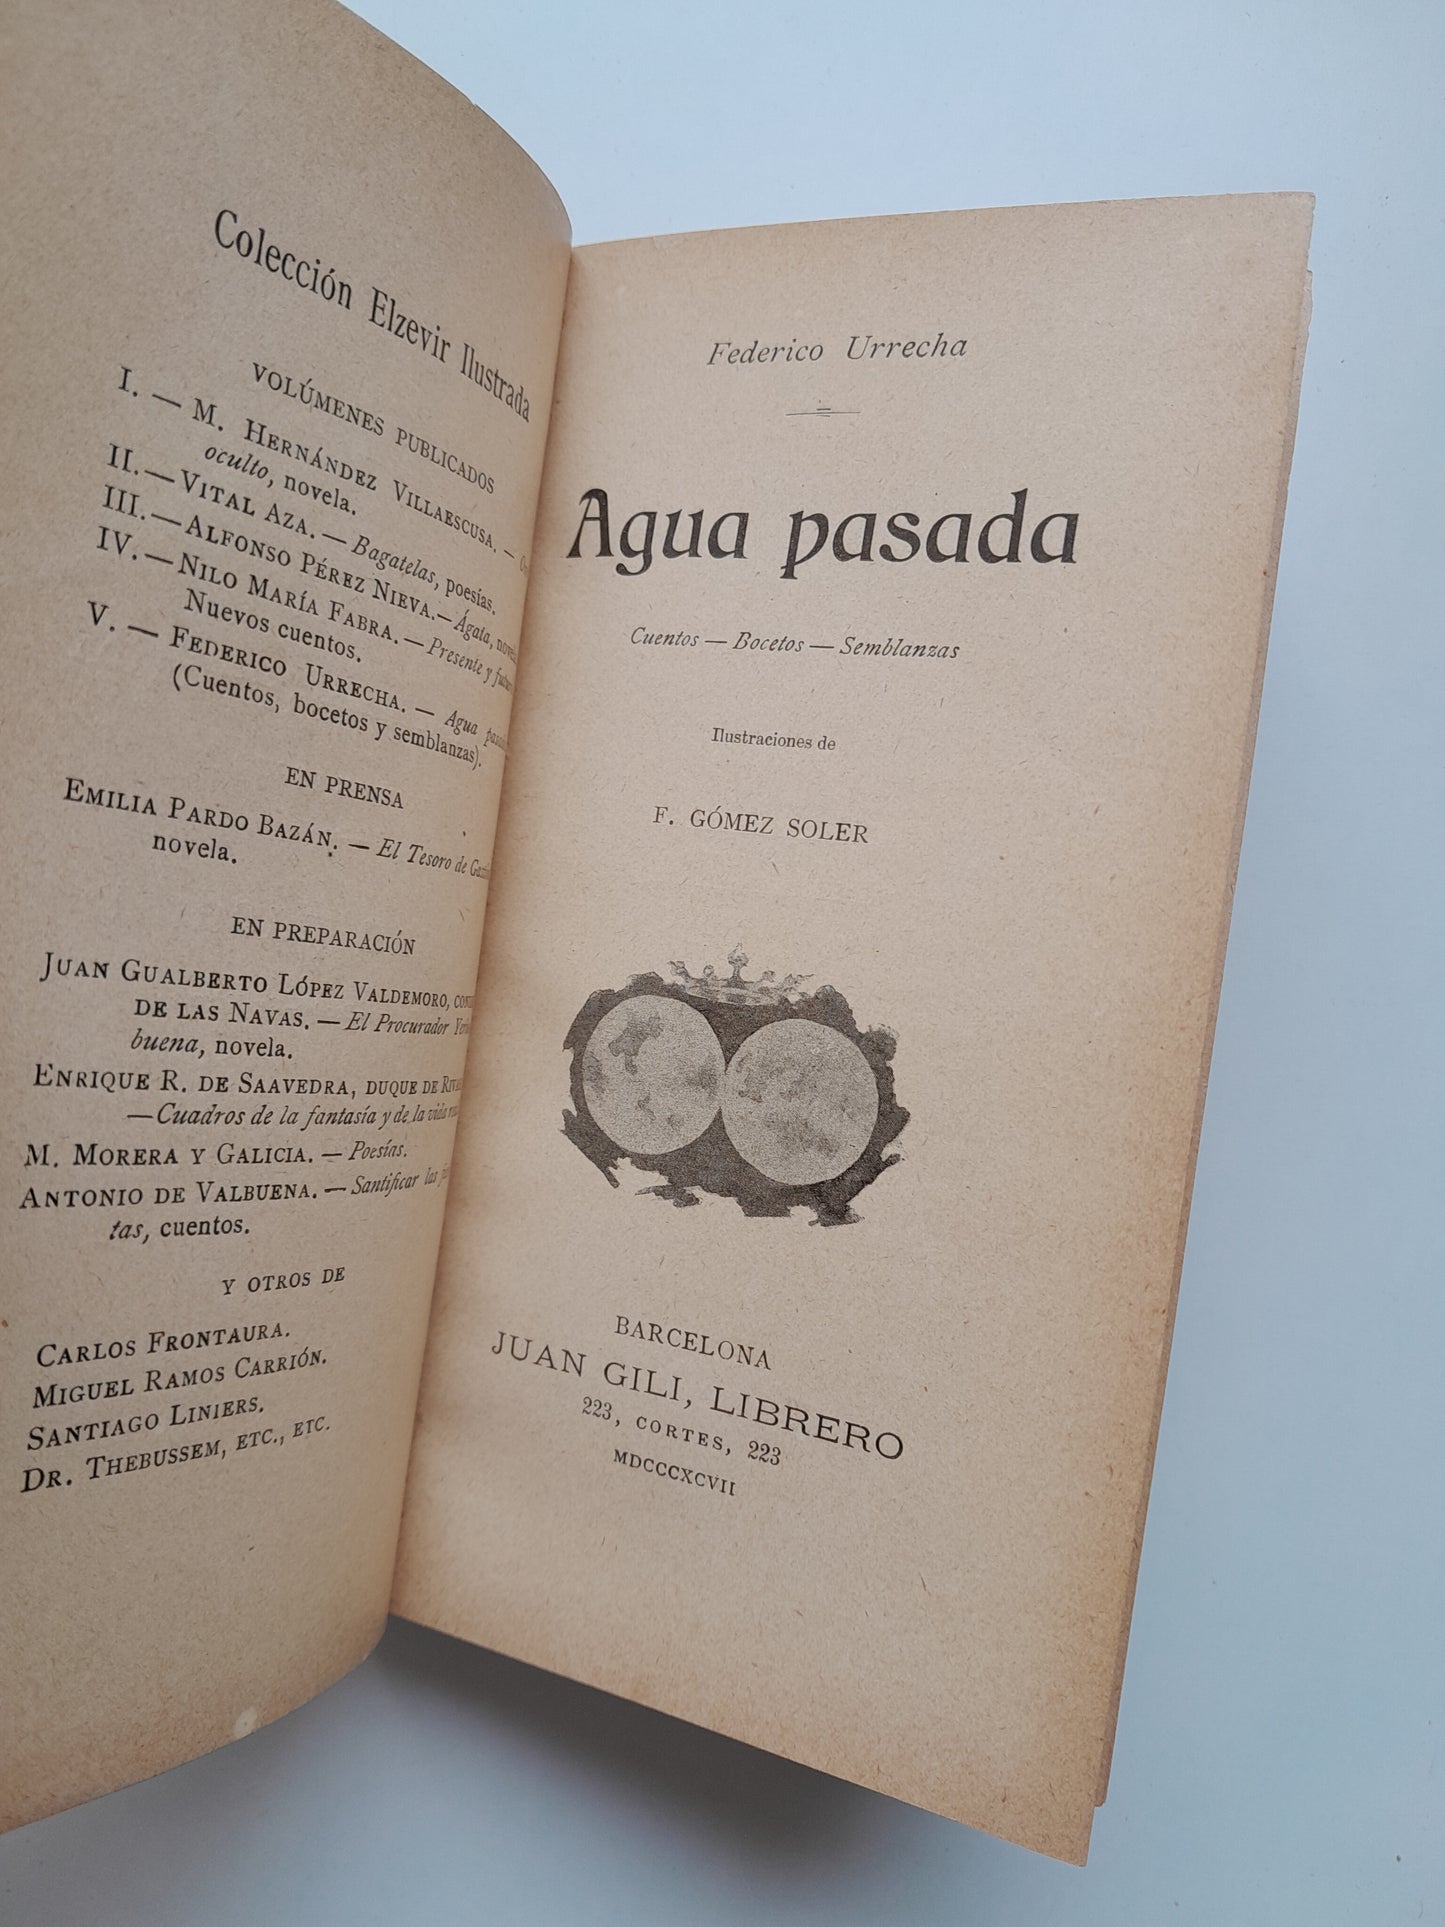 Colección Elzevir Ilustrada
VOLÚMENES PUBLICADOS
I. — M. HERNÁNDEZ VILLAESCUSA. —
oculto, novela.
II. — VITAL AZA. — Bagatelas, poesías.
III. — ALFONSO PÉREZ NIEVA. — Ágata,
IV. — NILO MARÍA FABRA. — Presente y
Nuevos cuentos.
V. — FEDERICO URRECHA. — Agua
(Cuentos, bocetos y semblanzas).
EN PRENSA
EMILIA PARDO BAZÁN. — El Tesoro de
novela.
EN PREPARACIÓN
JUAN GUALBERTO LÓPEZ VALDEMORO,
DE LAS NAVAS. — El Procurador
buena, novela.
ENRIQUE R. DE SAAVEDRA, DUQUE DE
— Cuadros de la fantasía y de la vida
M. MORERA Y GALICIA. — Poesías.
ANTONIO DE VALBUENA. — Santificar las
tas, cuentos.
Y OTROS DE
CARLOS FRONTAURA.
MIGUEL RAMOS CARRIÓN.
SANTIAGO LINIERS.
DR. THEBUSSEM, ETC., ETC.
Federico Urrecha
Agua pasada
Cuentos — Bocetos — Semblanzas
Ilustraciones de
F. GÓMEZ SOLER
BARCELONA
JUAN GILI, LIBRERO
223, CORTES, 223
MDCCCXCVII